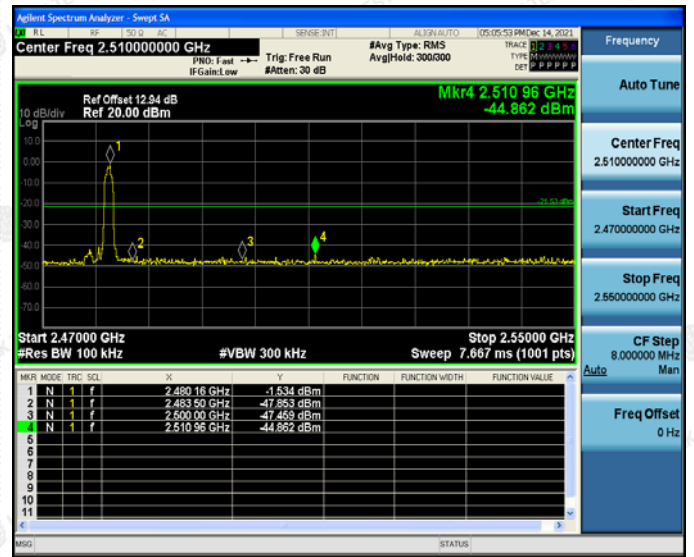 Agilent Spectrum Analyzer - Swept SA
RL RF 50 Ω AC SENSE:INT ALIGN AUTO 05:05:53 PM Dec 14, 2021
Center Freq 2.510000000 GHz
PNO: Fast
IFGain:Low
Trig: Free Run
#Atten: 30 dB
#Avg Type: RMS
Avg|Hold: 300/300
TRACE 1 2 3 4 5 6
TYPE
DET P P P P P P
Ref Offset 12.94 dB
10 dB/div Ref 20.00 dBm
Log
Mkr4 2.510 96 GHz
-44.862 dBm
10.0
0.00
-10.0
-20.0
-30.0
-40.0
-50.0
-60.0
-70.0
1
2
3
4
-21.53 dBm
Start 2.47000 GHz Stop 2.55000 GHz
#Res BW 100 kHz #VBW 300 kHz Sweep 7.667 ms (1001 pts)
MKR MODE TRC SCL X Y FUNCTION FUNCTION WIDTH FUNCTION VALUE
1 N 1 f 2.480 16 GHz -1.534 dBm
2 N 1 f 2.483 50 GHz -47.853 dBm
3 N 1 f 2.500 00 GHz -47.459 dBm
4 N 1 f 2.510 96 GHz -44.862 dBm
5
6
7
8
9
10
11
MSG STATUS
Frequency
Auto Tune
Center Freq
2.510000000 GHz
Start Freq
2.470000000 GHz
Stop Freq
2.550000000 GHz
CF Step
8.000000 MHz
Auto Man
Freq Offset
0 Hz